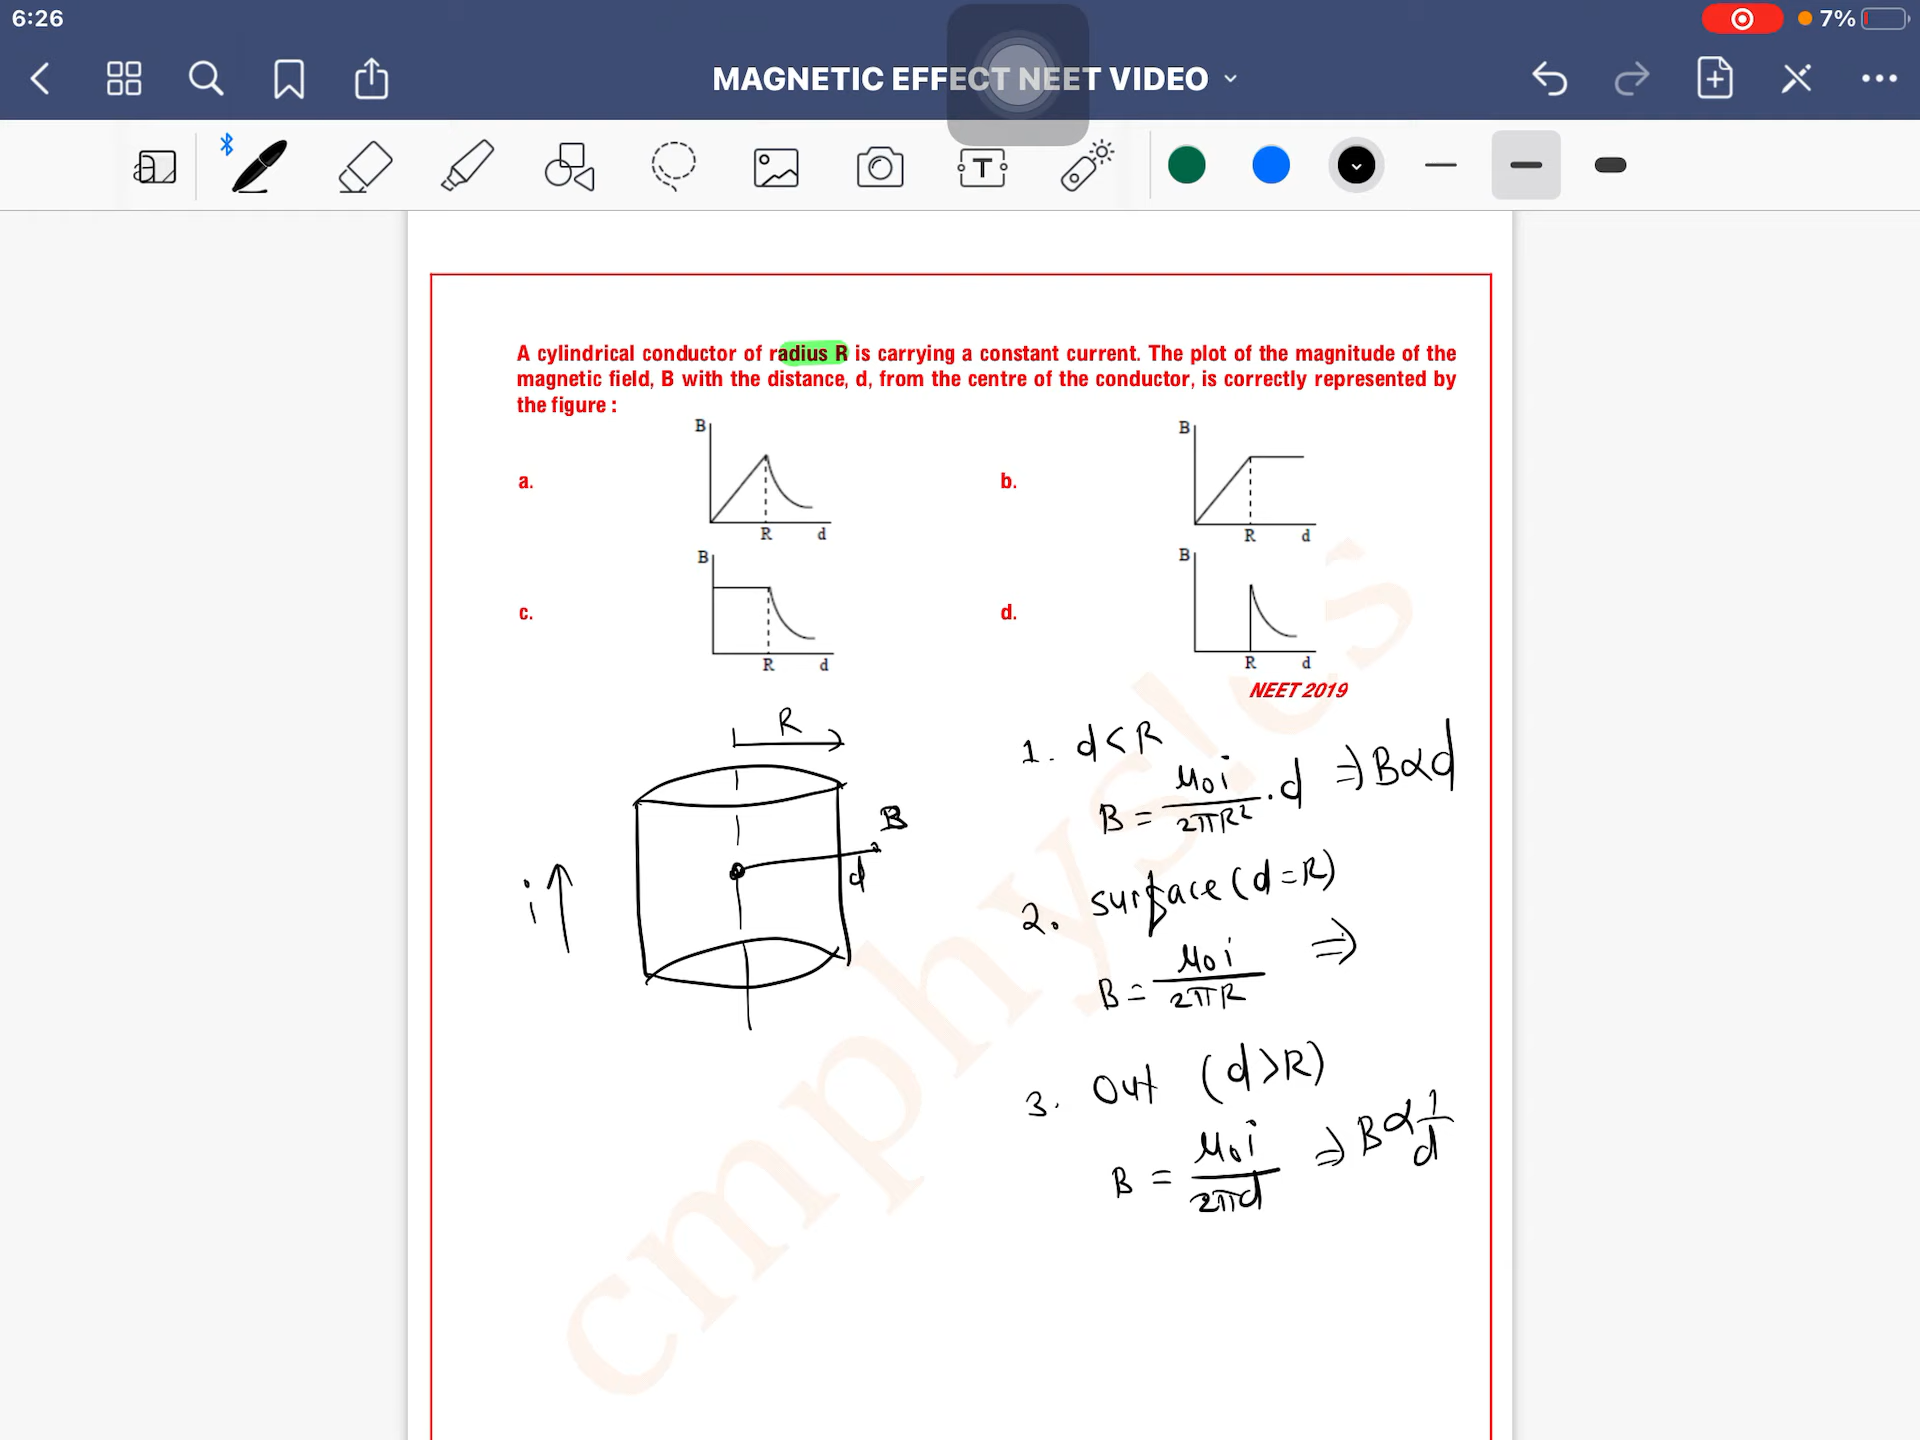 6:26
7%
MAGNETIC EFFECT NEET VIDEO
a
T
A cylindrical conductor of radius R is carrying a constant current. The plot of the magnitude of the
magnetic field, B with the distance, d, from the centre of the conductor, is correctly represented by
the figure :
a.
B
R d
b.
B
R d
c.
B
R d
d.
B
R d
NEET 2019
R
B
d
i↑
1. d<R
B = μ₀i/2πR² . d ⇒ B∝d
2. surface (d=R)
B = μ₀i/2πR ⇒
3. Out (d>R)
B = μ₀i/2πd ⇒ B∝1/d
cmphys!cs